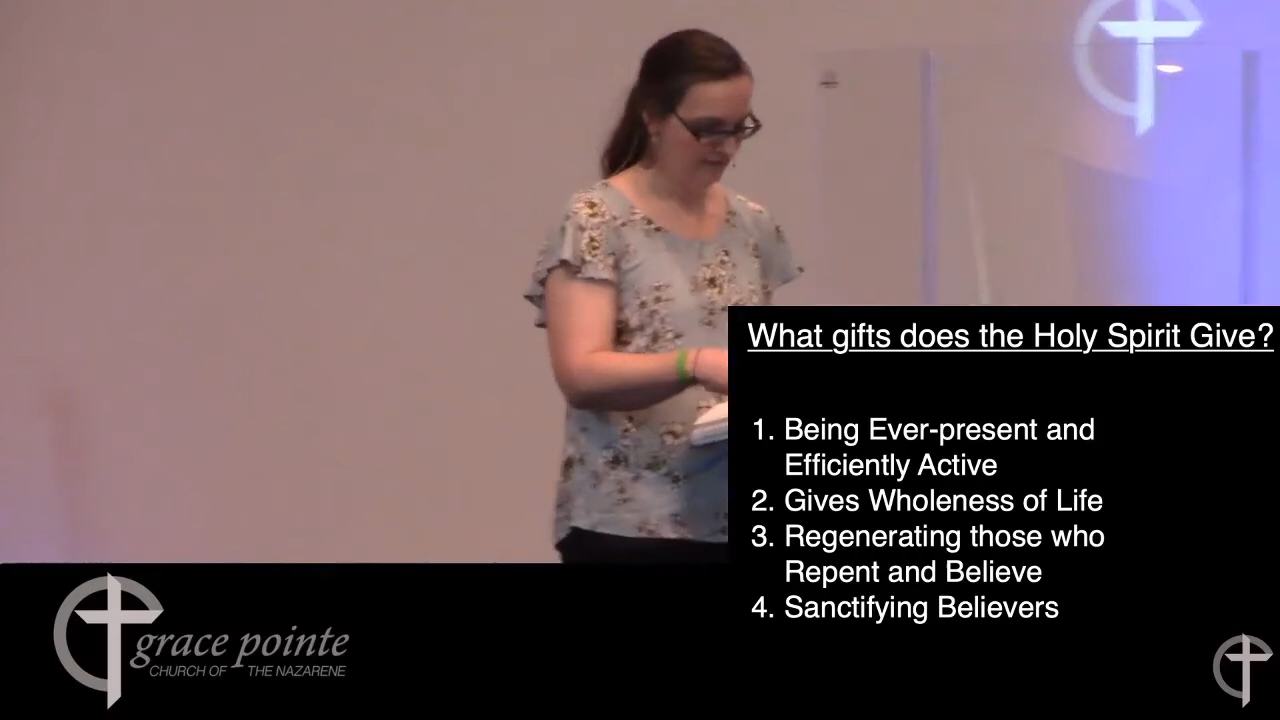 What gifts does the Holy Spirit Give?
1. Being Ever-present and
Efficiently Active
2. Gives Wholeness of Life
3. Regenerating those who
Repent and Believe
4. Sanctifying Believers
grace pointe
CHURCH OF THE NAZARENE